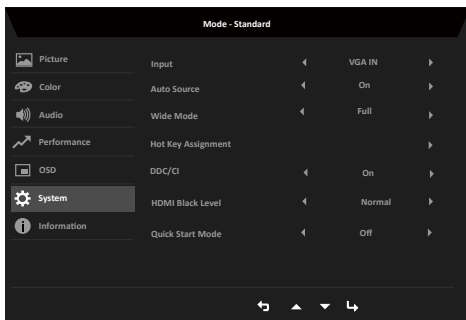 Mode - Standard
Picture
Input VGA IN
Color
Auto Source On
Audio
Wide Mode Full
Performance
Hot Key Assignment
OSD
DDC/CI On
System
HDMI Black Level Normal
Information
Quick Start Mode Off